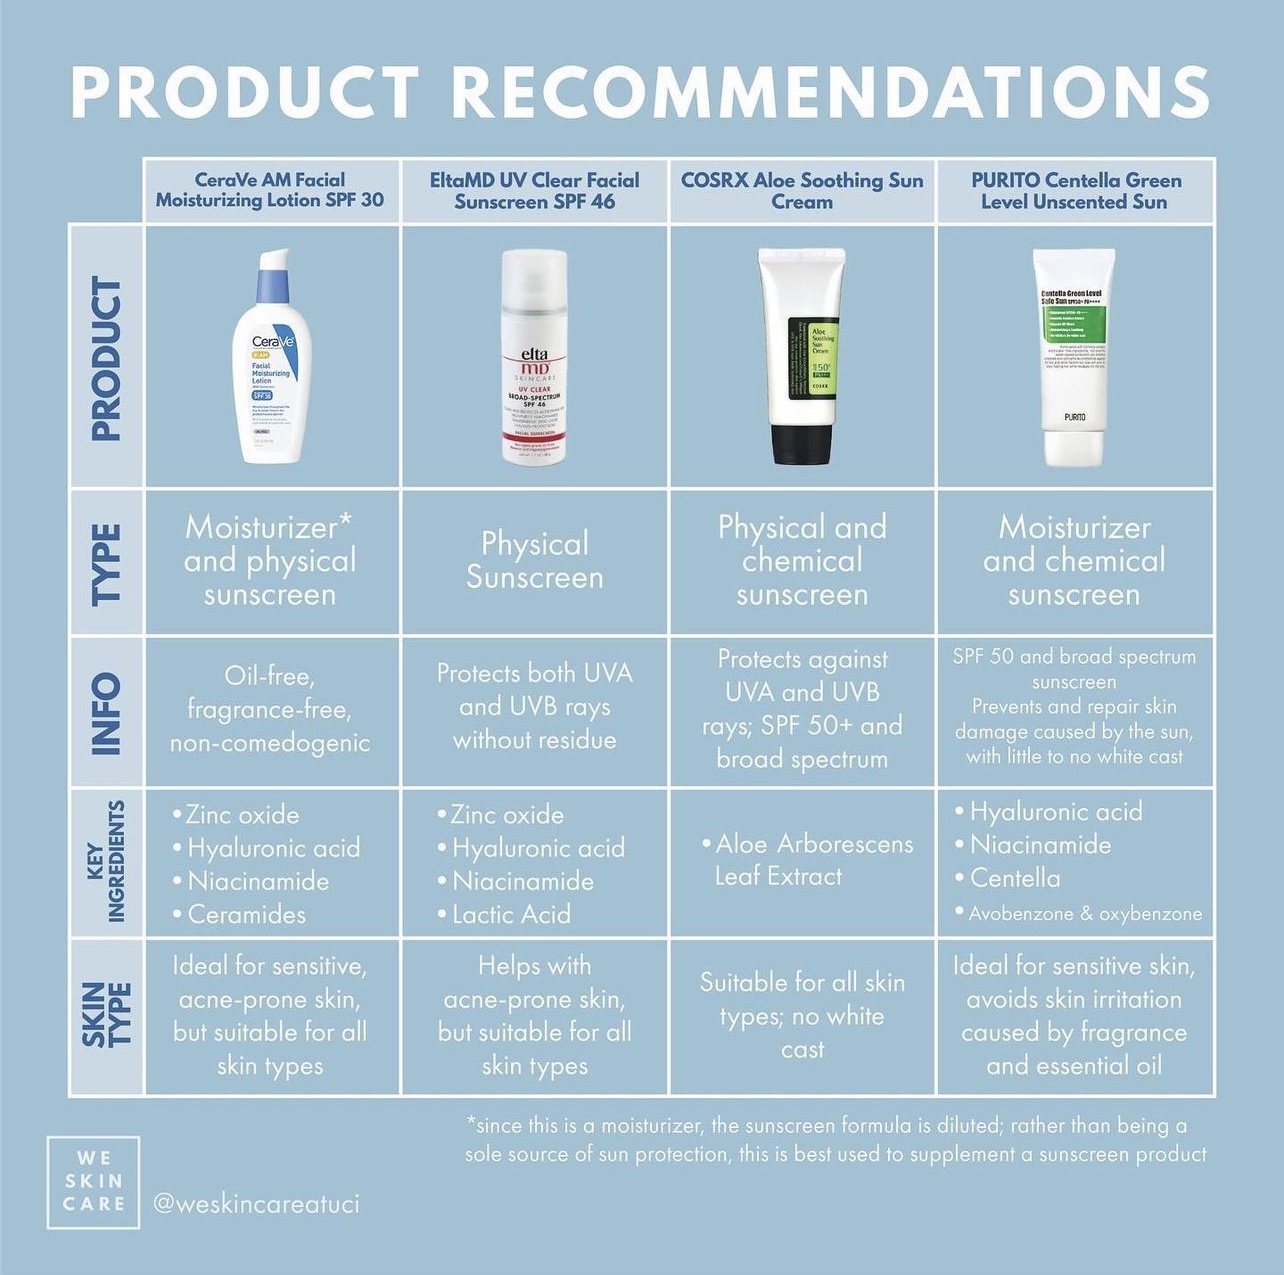 PRODUCT RECOMMENDATIONS
CeraVe AM Facial
Moisturizing Lotion SPF 30
EltaMD UV Clear Facial
Sunscreen SPF 46
COSRX Aloe Soothing Sun
Cream
PURITO Centella Green
Level Unscented Sun
PRODUCT
CeraVe
AM
Facial
Moisturizing
Lotion
SPF 30
elta
MD
SKINCARE
UV CLEAR
BROAD-SPECTRUM
SPF 46
FACIAL SUNSCREEN
Aloe
Soothing
Sun
Cream
SPF50+
PA+++
COSRX
Centella Green Level
Safe Sun SPF50+ PA++++
PURITO
TYPE
Moisturizer*
and physical
sunscreen
Physical
Sunscreen
Physical and
chemical
sunscreen
Moisturizer
and chemical
sunscreen
INFO
Oil-free,
fragrance-free,
non-comedogenic
Protects both UVA
and UVB rays
without residue
Protects against
UVA and UVB
rays; SPF 50+ and
broad spectrum
SPF 50 and broad spectrum
sunscreen
Prevents and repair skin
damage caused by the sun,
with little to no white cast
KEY
INGREDIENTS
• Zinc oxide
• Hyaluronic acid
• Niacinamide
• Ceramides
• Zinc oxide
• Hyaluronic acid
• Niacinamide
• Lactic Acid
• Aloe Arborescens
Leaf Extract
• Hyaluronic acid
• Niacinamide
• Centella
• Avobenzone & oxybenzone
SKIN
TYPE
Ideal for sensitive,
acne-prone skin,
but suitable for all
skin types
Helps with
acne-prone skin,
but suitable for all
skin types
Suitable for all skin
types; no white
cast
Ideal for sensitive skin,
avoids skin irritation
caused by fragrance
and essential oil
*since this is a moisturizer, the sunscreen formula is diluted; rather than being a
sole source of sun protection, this is best used to supplement a sunscreen product
WE
SKIN
CARE
@weskincareatuci